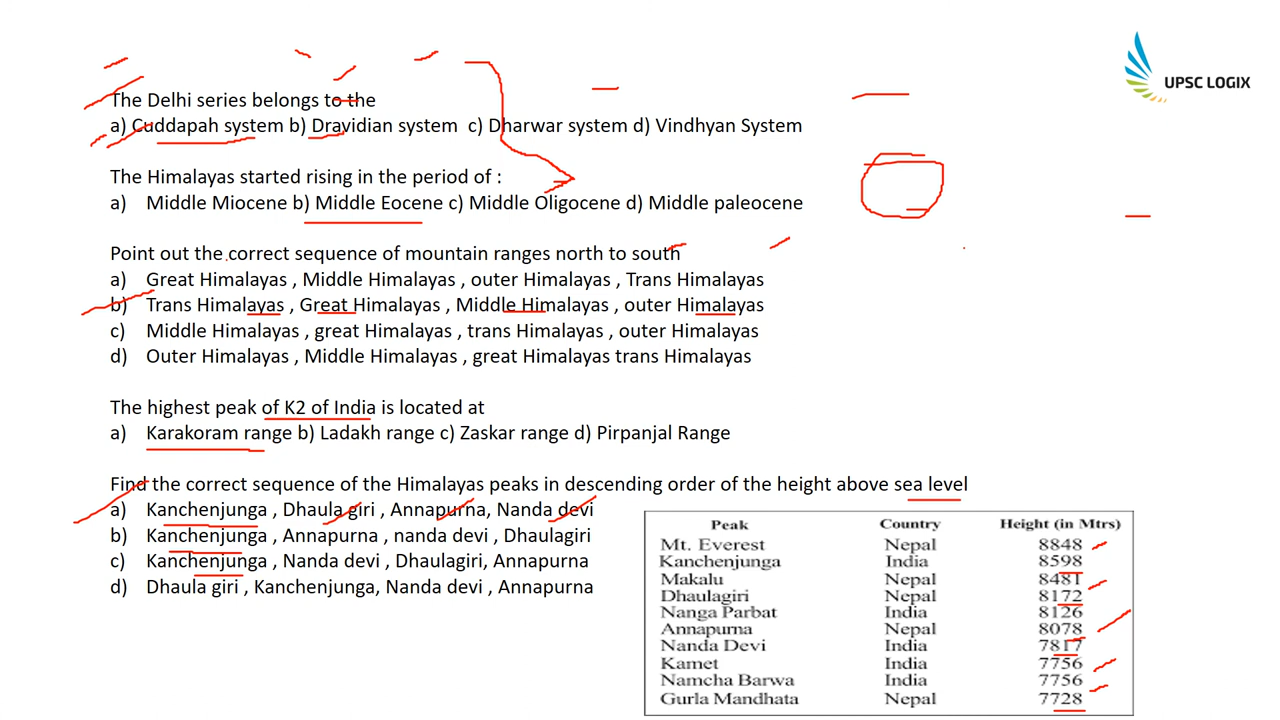 UPSC LOGIX
The Delhi series belongs to the
a) Cuddapah system b) Dravidian system c) Dharwar system d) Vindhyan System
The Himalayas started rising in the period of :
a) Middle Miocene b) Middle Eocene c) Middle Oligocene d) Middle paleocene
Point out the correct sequence of mountain ranges north to south
a) Great Himalayas , Middle Himalayas , outer Himalayas , Trans Himalayas
b) Trans Himalayas , Great Himalayas , Middle Himalayas , outer Himalayas
c) Middle Himalayas , great Himalayas , trans Himalayas , outer Himalayas
d) Outer Himalayas , Middle Himalayas , great Himalayas trans Himalayas
The highest peak of K2 of India is located at
a) Karakoram range b) Ladakh range c) Zaskar range d) Pirpanjal Range
Find the correct sequence of the Himalayas peaks in descending order of the height above sea level
a) Kanchenjunga , Dhaula giri , Annapurna, Nanda devi
b) Kanchenjunga , Annapurna , nanda devi , Dhaulagiri
c) Kanchenjunga , Nanda devi , Dhaulagiri, Annapurna
d) Dhaula giri , Kanchenjunga, Nanda devi , Annapurna
Peak Country Height (in Mtrs)
Mt. Everest Nepal 8848
Kanchenjunga India 8598
Makalu Nepal 8481
Dhaulagiri Nepal 8172
Nanga Parbat India 8126
Annapurna Nepal 8078
Nanda Devi India 7817
Kamet India 7756
Namcha Barwa India 7756
Gurla Mandhata Nepal 7728